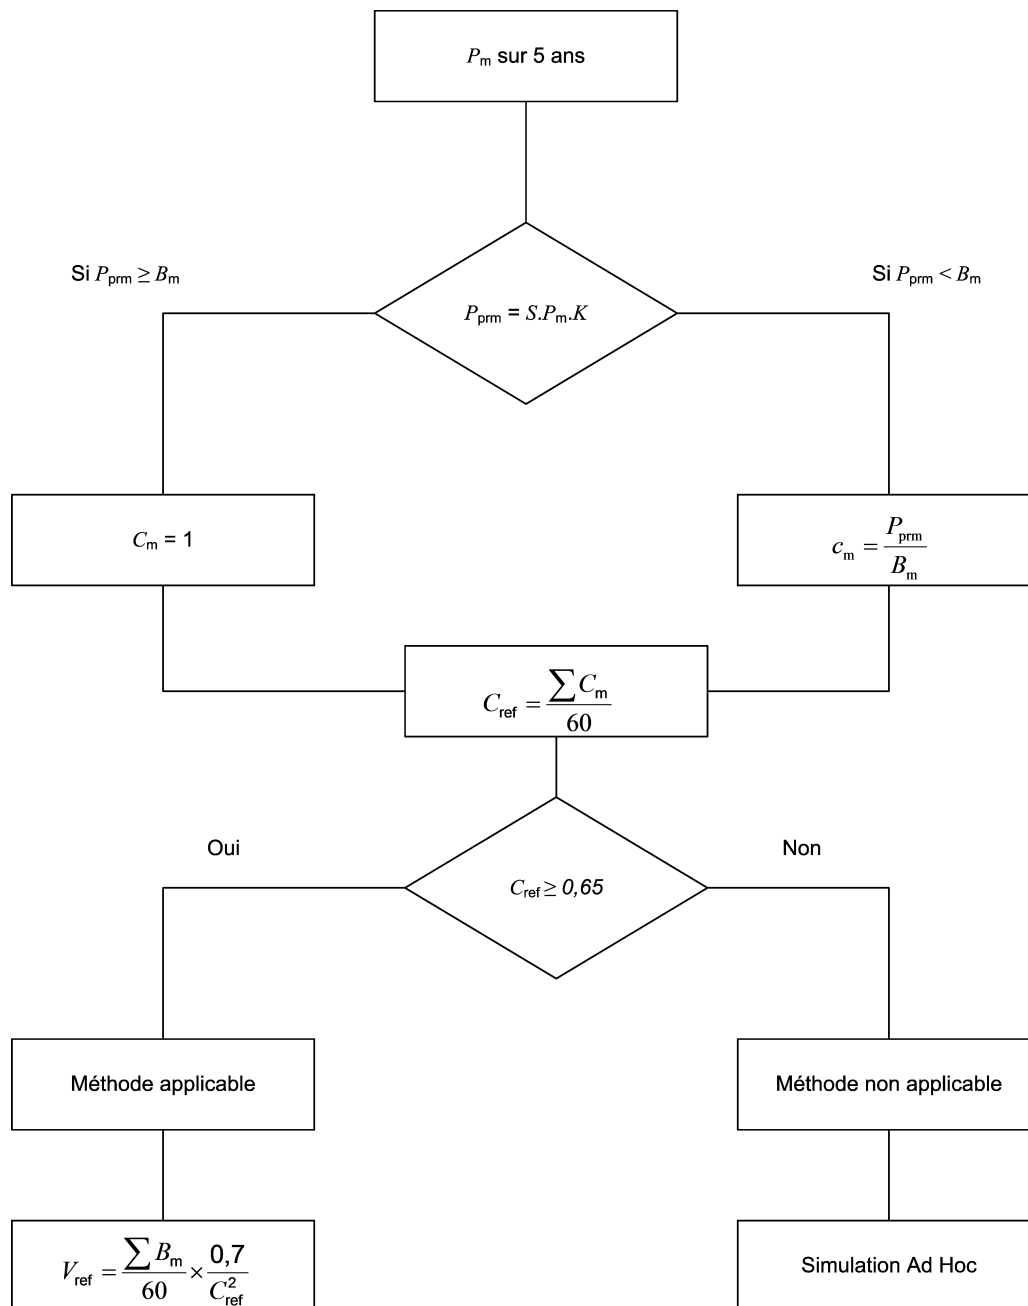 P_m sur 5 ans
Si P_prm ≥ B_m
Si P_prm < B_m
P_prm = S.P_m.K
C_m = 1
c_m = P_prm / B_m
C_ref = ∑ C_m / 60
Oui
Non
C_ref ≥ 0,65
Méthode applicable
Méthode non applicable
V_ref = ∑ B_m / 60 × 0,7 / C_ref^2
Simulation Ad Hoc